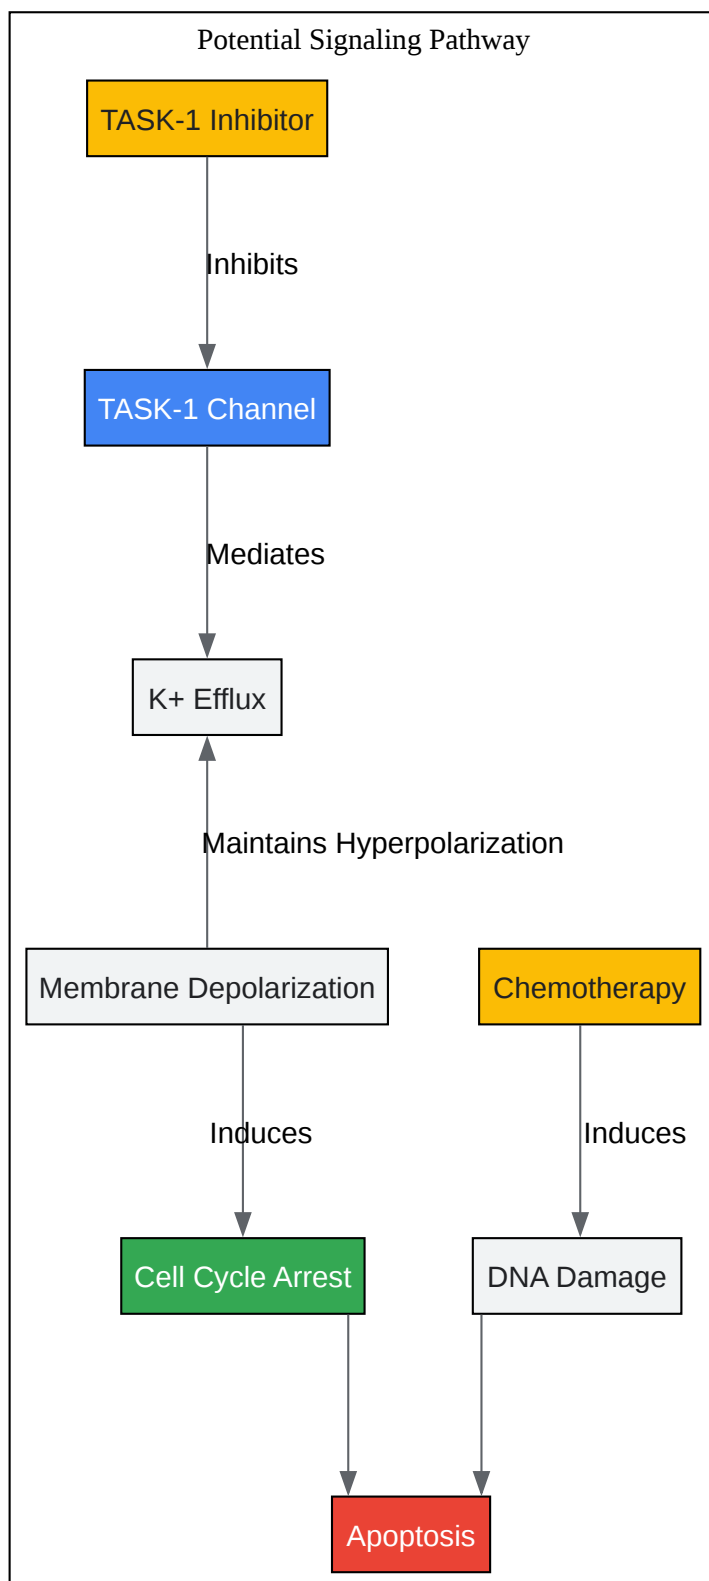 Potential Signaling Pathway
TASK-1 Inhibitor
Inhibits
TASK-1 Channel
Mediates
K+ Efflux
Maintains Hyperpolarization
Membrane Depolarization
Chemotherapy
Induces
Induces
Cell Cycle Arrest
DNA Damage
Apoptosis